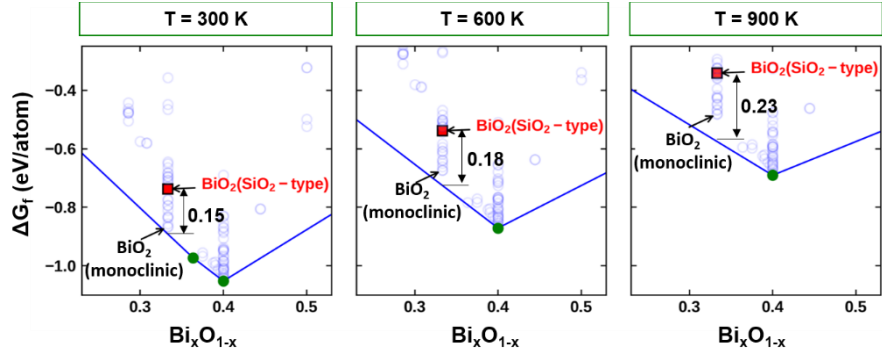 T = 300 K
T = 600 K
T = 900 K
ΔG_f (eV/atom)
−0.4
−0.6
−0.8
−1.0
BiO₂(SiO₂−type)
0.15
BiO₂
(monoclinic)
0.3
0.4
0.5
BiₓO₁₋ₓ
BiO₂(SiO₂−type)
0.18
BiO₂
(monoclinic)
0.3
0.4
0.5
BiₓO₁₋ₓ
BiO₂(SiO₂−type)
0.23
BiO₂
(monoclinic)
0.3
0.4
0.5
BiₓO₁₋ₓ